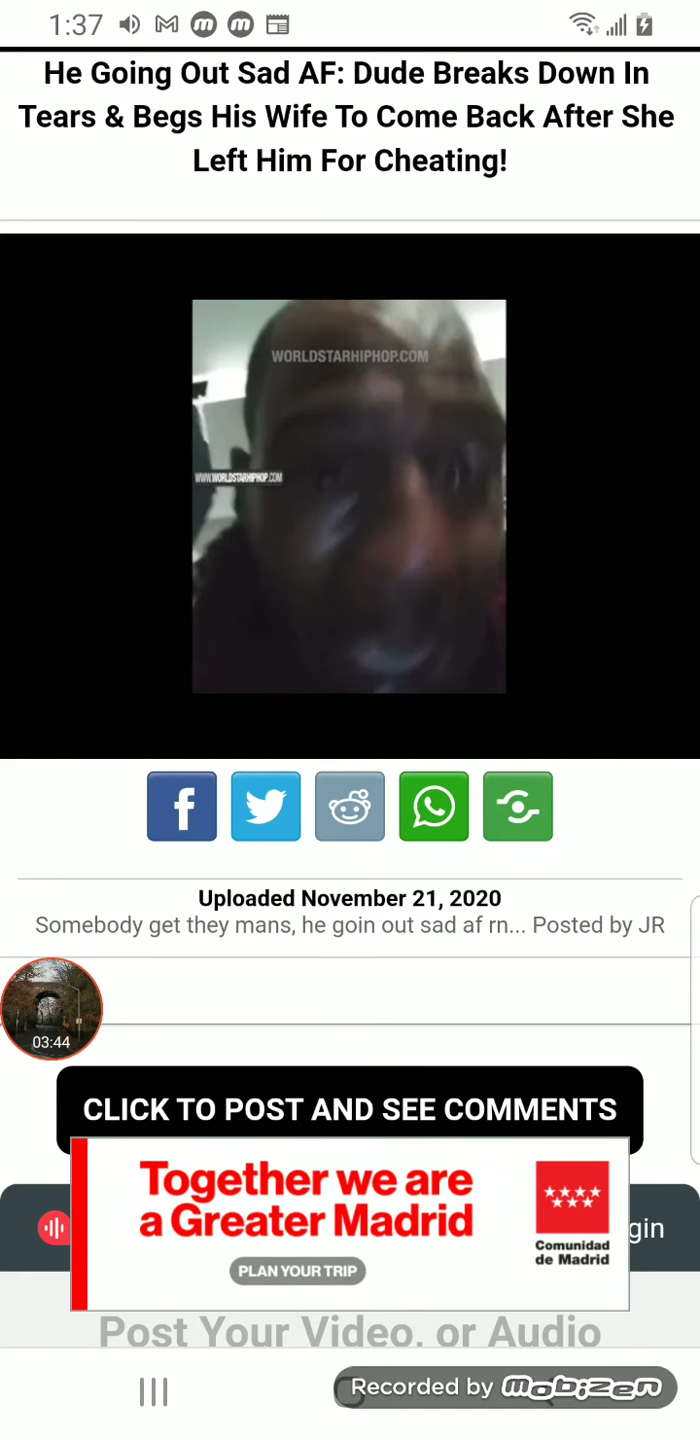 1:37
He Going Out Sad AF: Dude Breaks Down In
Tears & Begs His Wife To Come Back After She
Left Him For Cheating!
WORLDSTARHIPHOP.COM
WWW.WORLDSTARHIPHOP.COM
Uploaded November 21, 2020
Somebody get they mans, he goin out sad af rn... Posted by JR
03:44
CLICK TO POST AND SEE COMMENTS
Together we are
a Greater Madrid
PLAN YOUR TRIP
Comunidad
de Madrid
gin
Post Your Video, or Audio
Recorded by mobizen